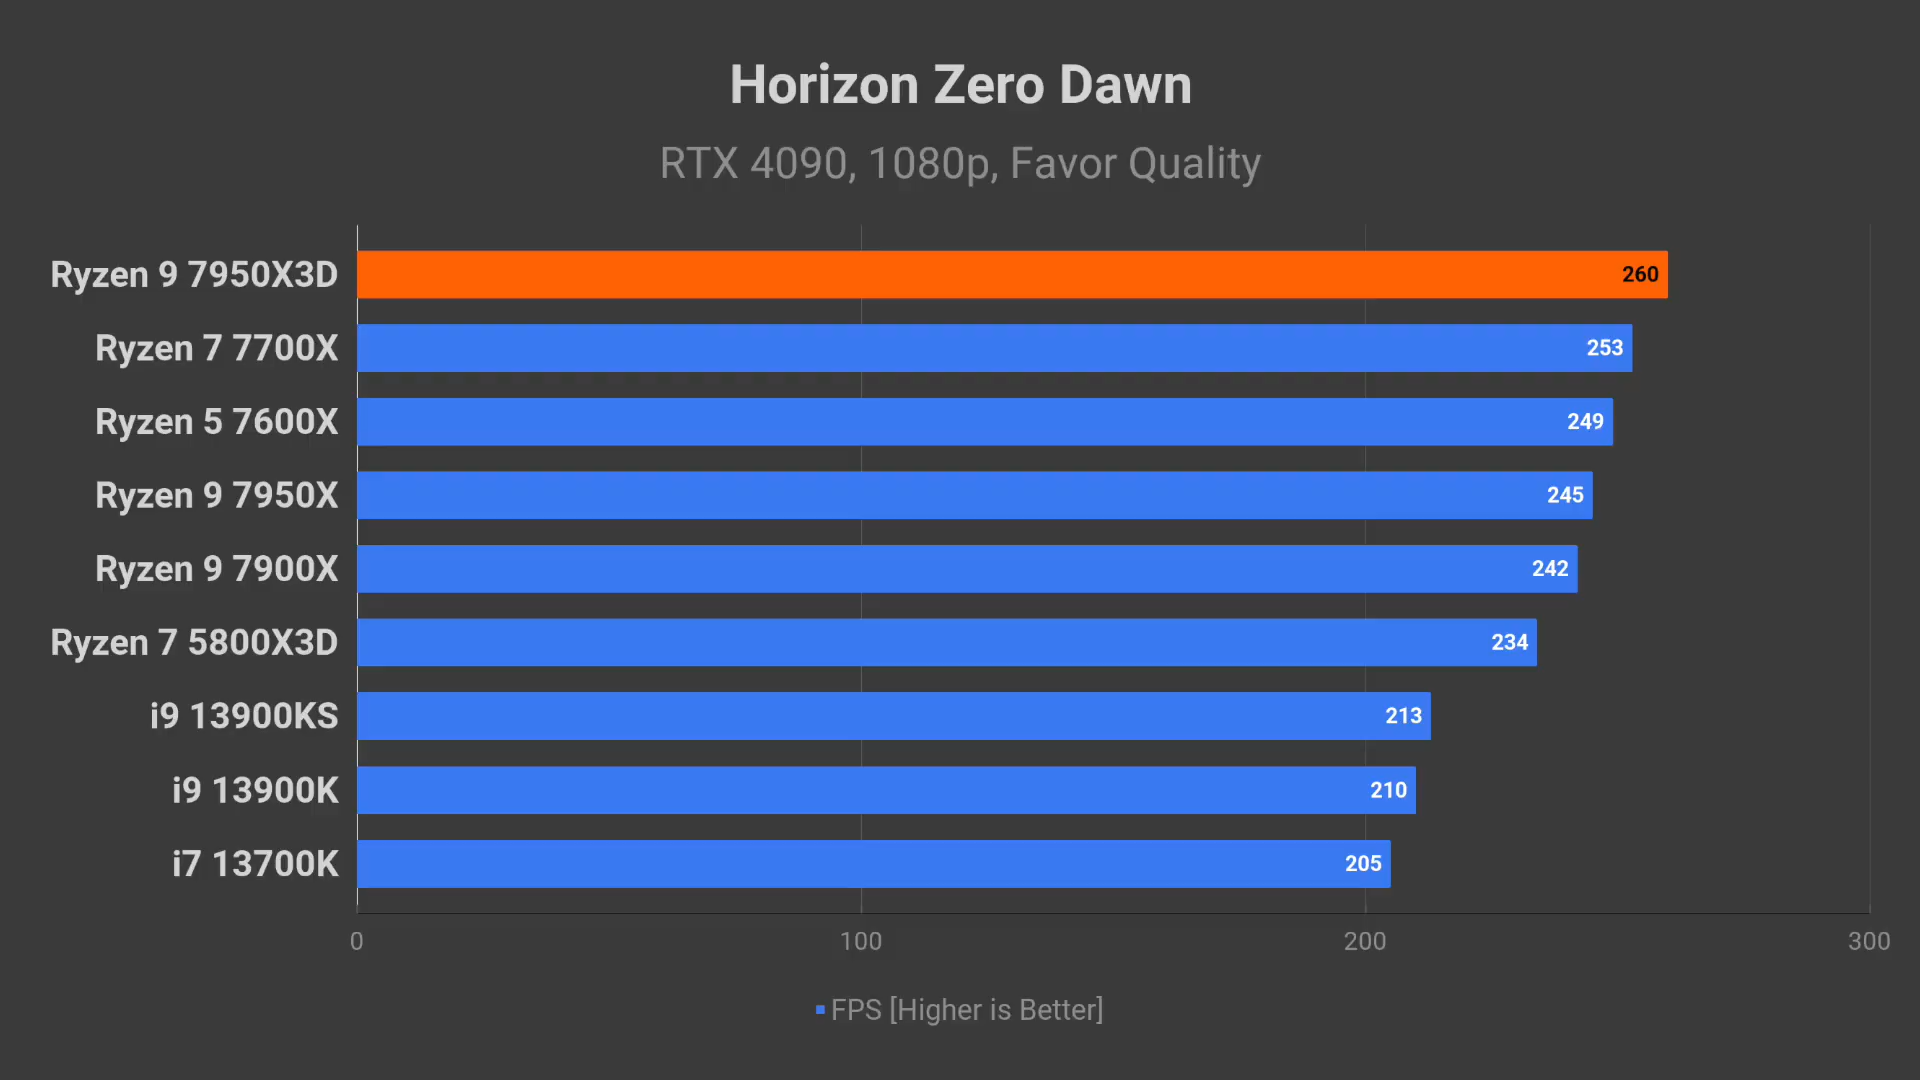 Horizon Zero Dawn
RTX 4090, 1080p, Favor Quality
Ryzen 9 7950X3D 260
Ryzen 7 7700X 253
Ryzen 5 7600X 249
Ryzen 9 7950X 245
Ryzen 9 7900X 242
Ryzen 7 5800X3D 234
i9 13900KS 213
i9 13900K 210
i7 13700K 205
0 100 200 300
FPS [Higher is Better]